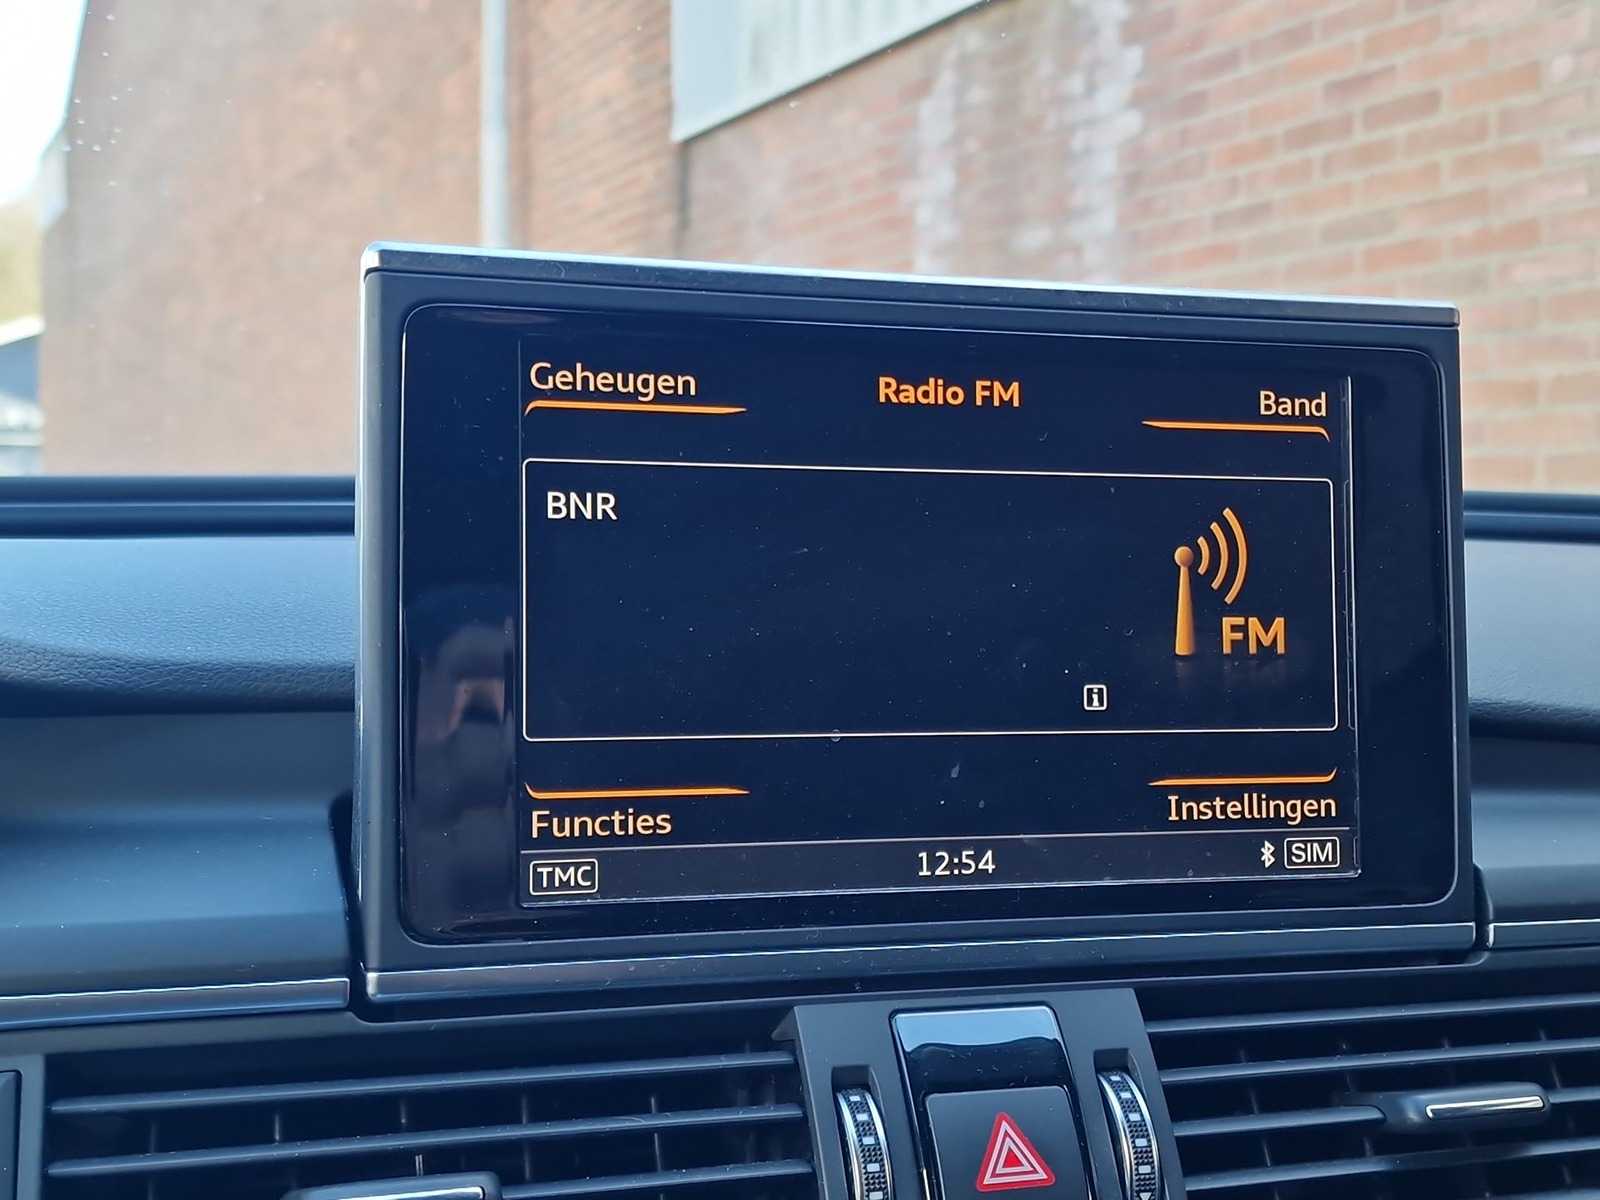 Geheugen
Radio FM
Band
BNR
FM
i
Functies
Instellingen
TMC
12:54
SIM